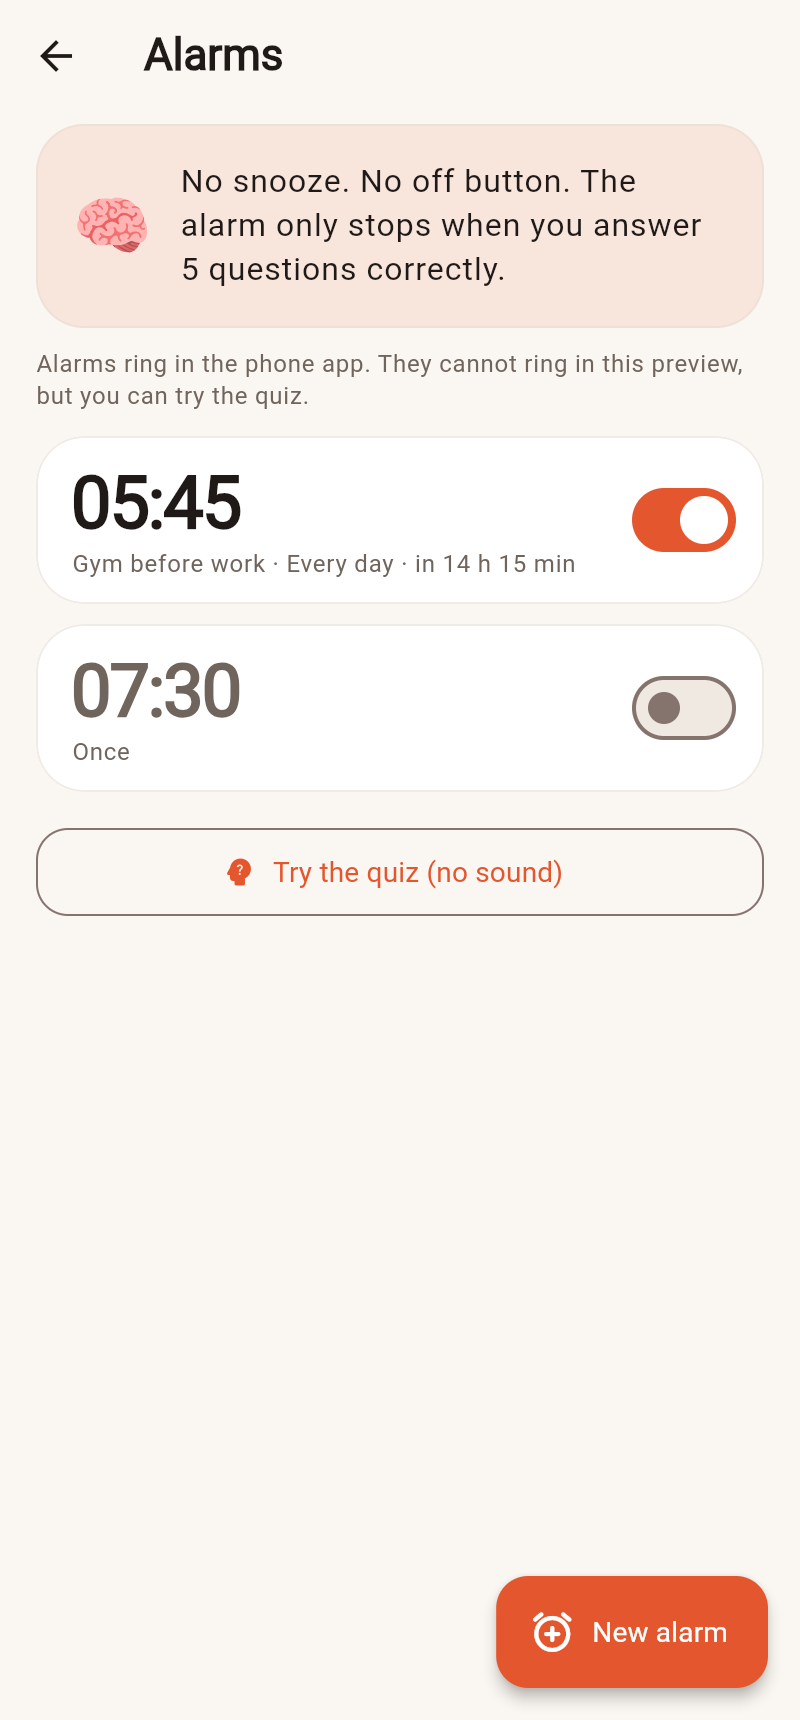 Alarms
No snooze. No off button. The
alarm only stops when you answer
5 questions correctly.
Alarms ring in the phone app. They cannot ring in this preview,
but you can try the quiz.
05:45
Gym before work · Every day · in 14 h 15 min
07:30
Once
Try the quiz (no sound)
New alarm